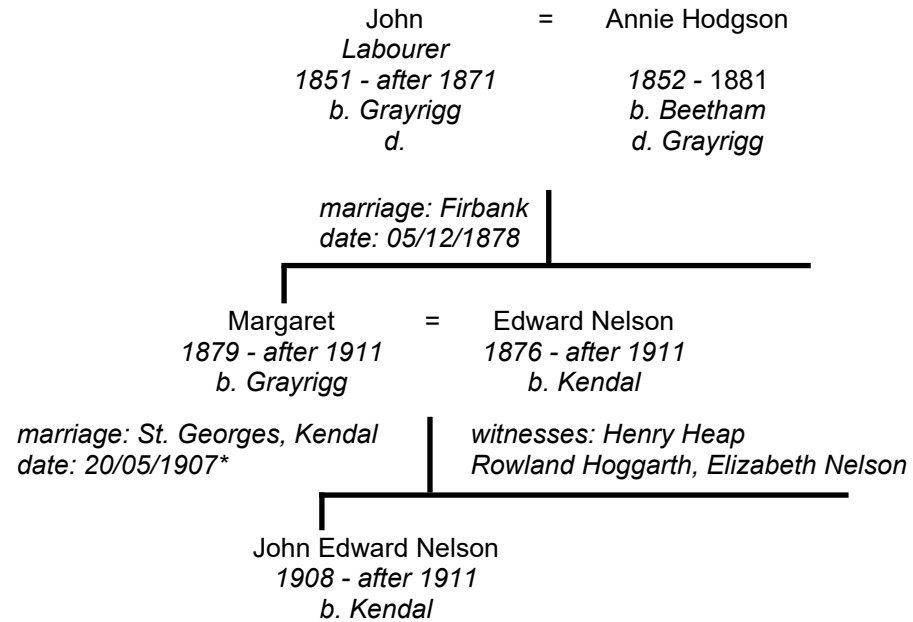 John = Annie Hodgson
Labourer
1851 - after 1871 1852 - 1881
b. Grayrigg b. Beetham
d. d. Grayrigg
marriage: Firbank
date: 05/12/1878
Margaret = Edward Nelson
1879 - after 1911 1876 - after 1911
b. Grayrigg b. Kendal
marriage: St. Georges, Kendal witnesses: Henry Heap
date: 20/05/1907* Rowland Hoggarth, Elizabeth Nelson
John Edward Nelson
1908 - after 1911
b. Kendal